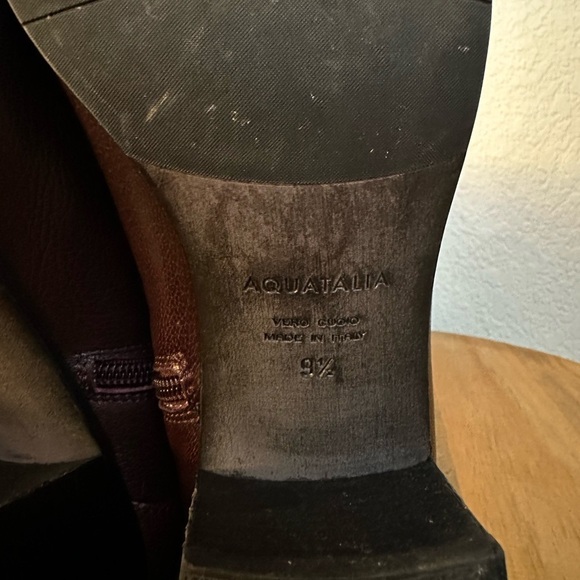 AQUATALIA
VERO CUOIO
MADE IN ITALY
9½